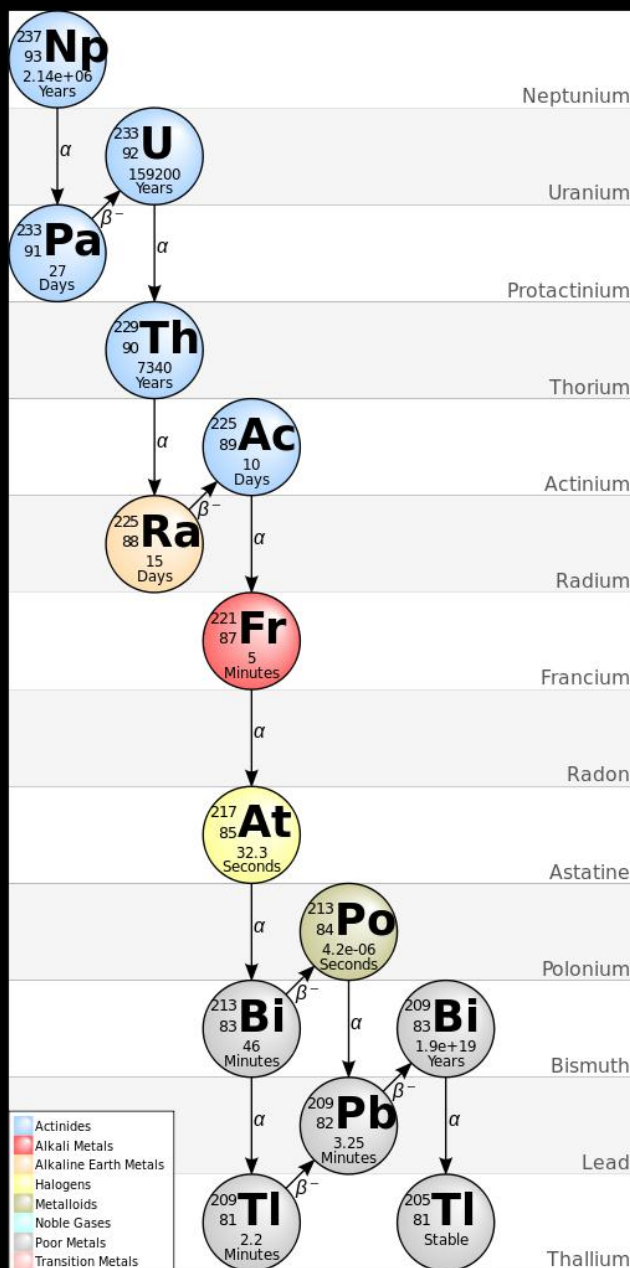 237
93 Np
2.14e+06
Years
Neptunium
α
233
92 U
159200
Years
Uranium
β⁻
233
91 Pa
27
Days
α
Protactinium
229
90 Th
7340
Years
Thorium
α
225
89 Ac
10
Days
Actinium
β⁻
225
88 Ra
15
Days
α
Radium
221
87 Fr
5
Minutes
Francium
α
Radon
217
85 At
32.3
Seconds
Astatine
α
213
84 Po
4.2e-06
Seconds
Polonium
β⁻
213
83 Bi
46
Minutes
α
209
83 Bi
1.9e+19
Years
Bismuth
β⁻
209
82 Pb
3.25
Minutes
α
α
Lead
β⁻
209
81 Tl
2.2
Minutes
205
81 Tl
Stable
Thallium
Actinides
Alkali Metals
Alkaline Earth Metals
Halogens
Metalloids
Noble Gases
Poor Metals
Transition Metals